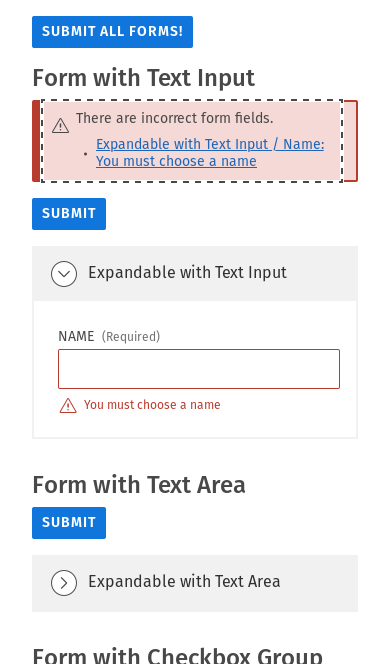 SUBMIT ALL FORMS!
Form with Text Input
There are incorrect form fields.
Expandable with Text Input / Name:
You must choose a name
SUBMIT
Expandable with Text Input
NAME (Required)
You must choose a name
Form with Text Area
SUBMIT
Expandable with Text Area
Form with Checkbox Group